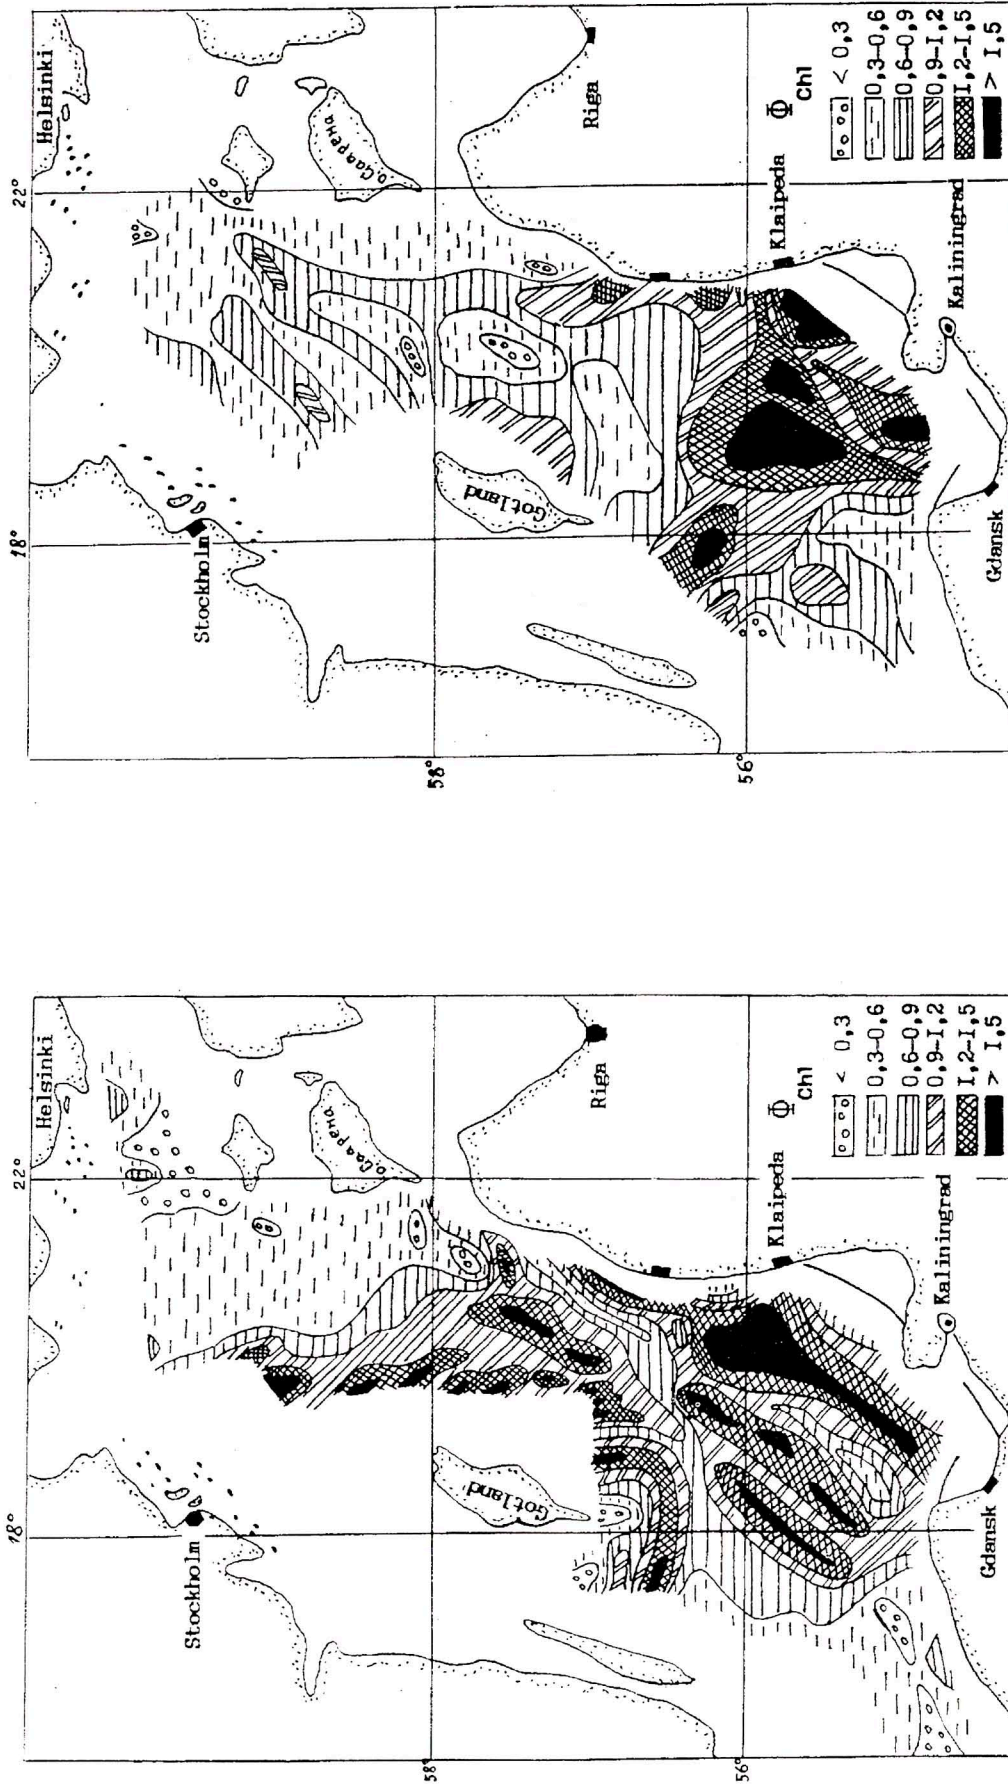 18°
22°
Helsinki
Stockholm
о.Саарема
58°
Gotland
Riga
56°
Klaipeda
Kaliningrad
Gdansk
Φ Chl
< 0,3
0,3-0,6
0,6-0,9
0,9-I,2
I,2-I,5
> I,5
18°
22°
Helsinki
Stockholm
о.Саарема
58°
Gotland
Riga
56°
Klaipeda
Kaliningrad
Gdansk
Φ Chl
< 0,3
0,3-0,6
0,6-0,9
0,9-I,2
I,2-I,5
> I,5